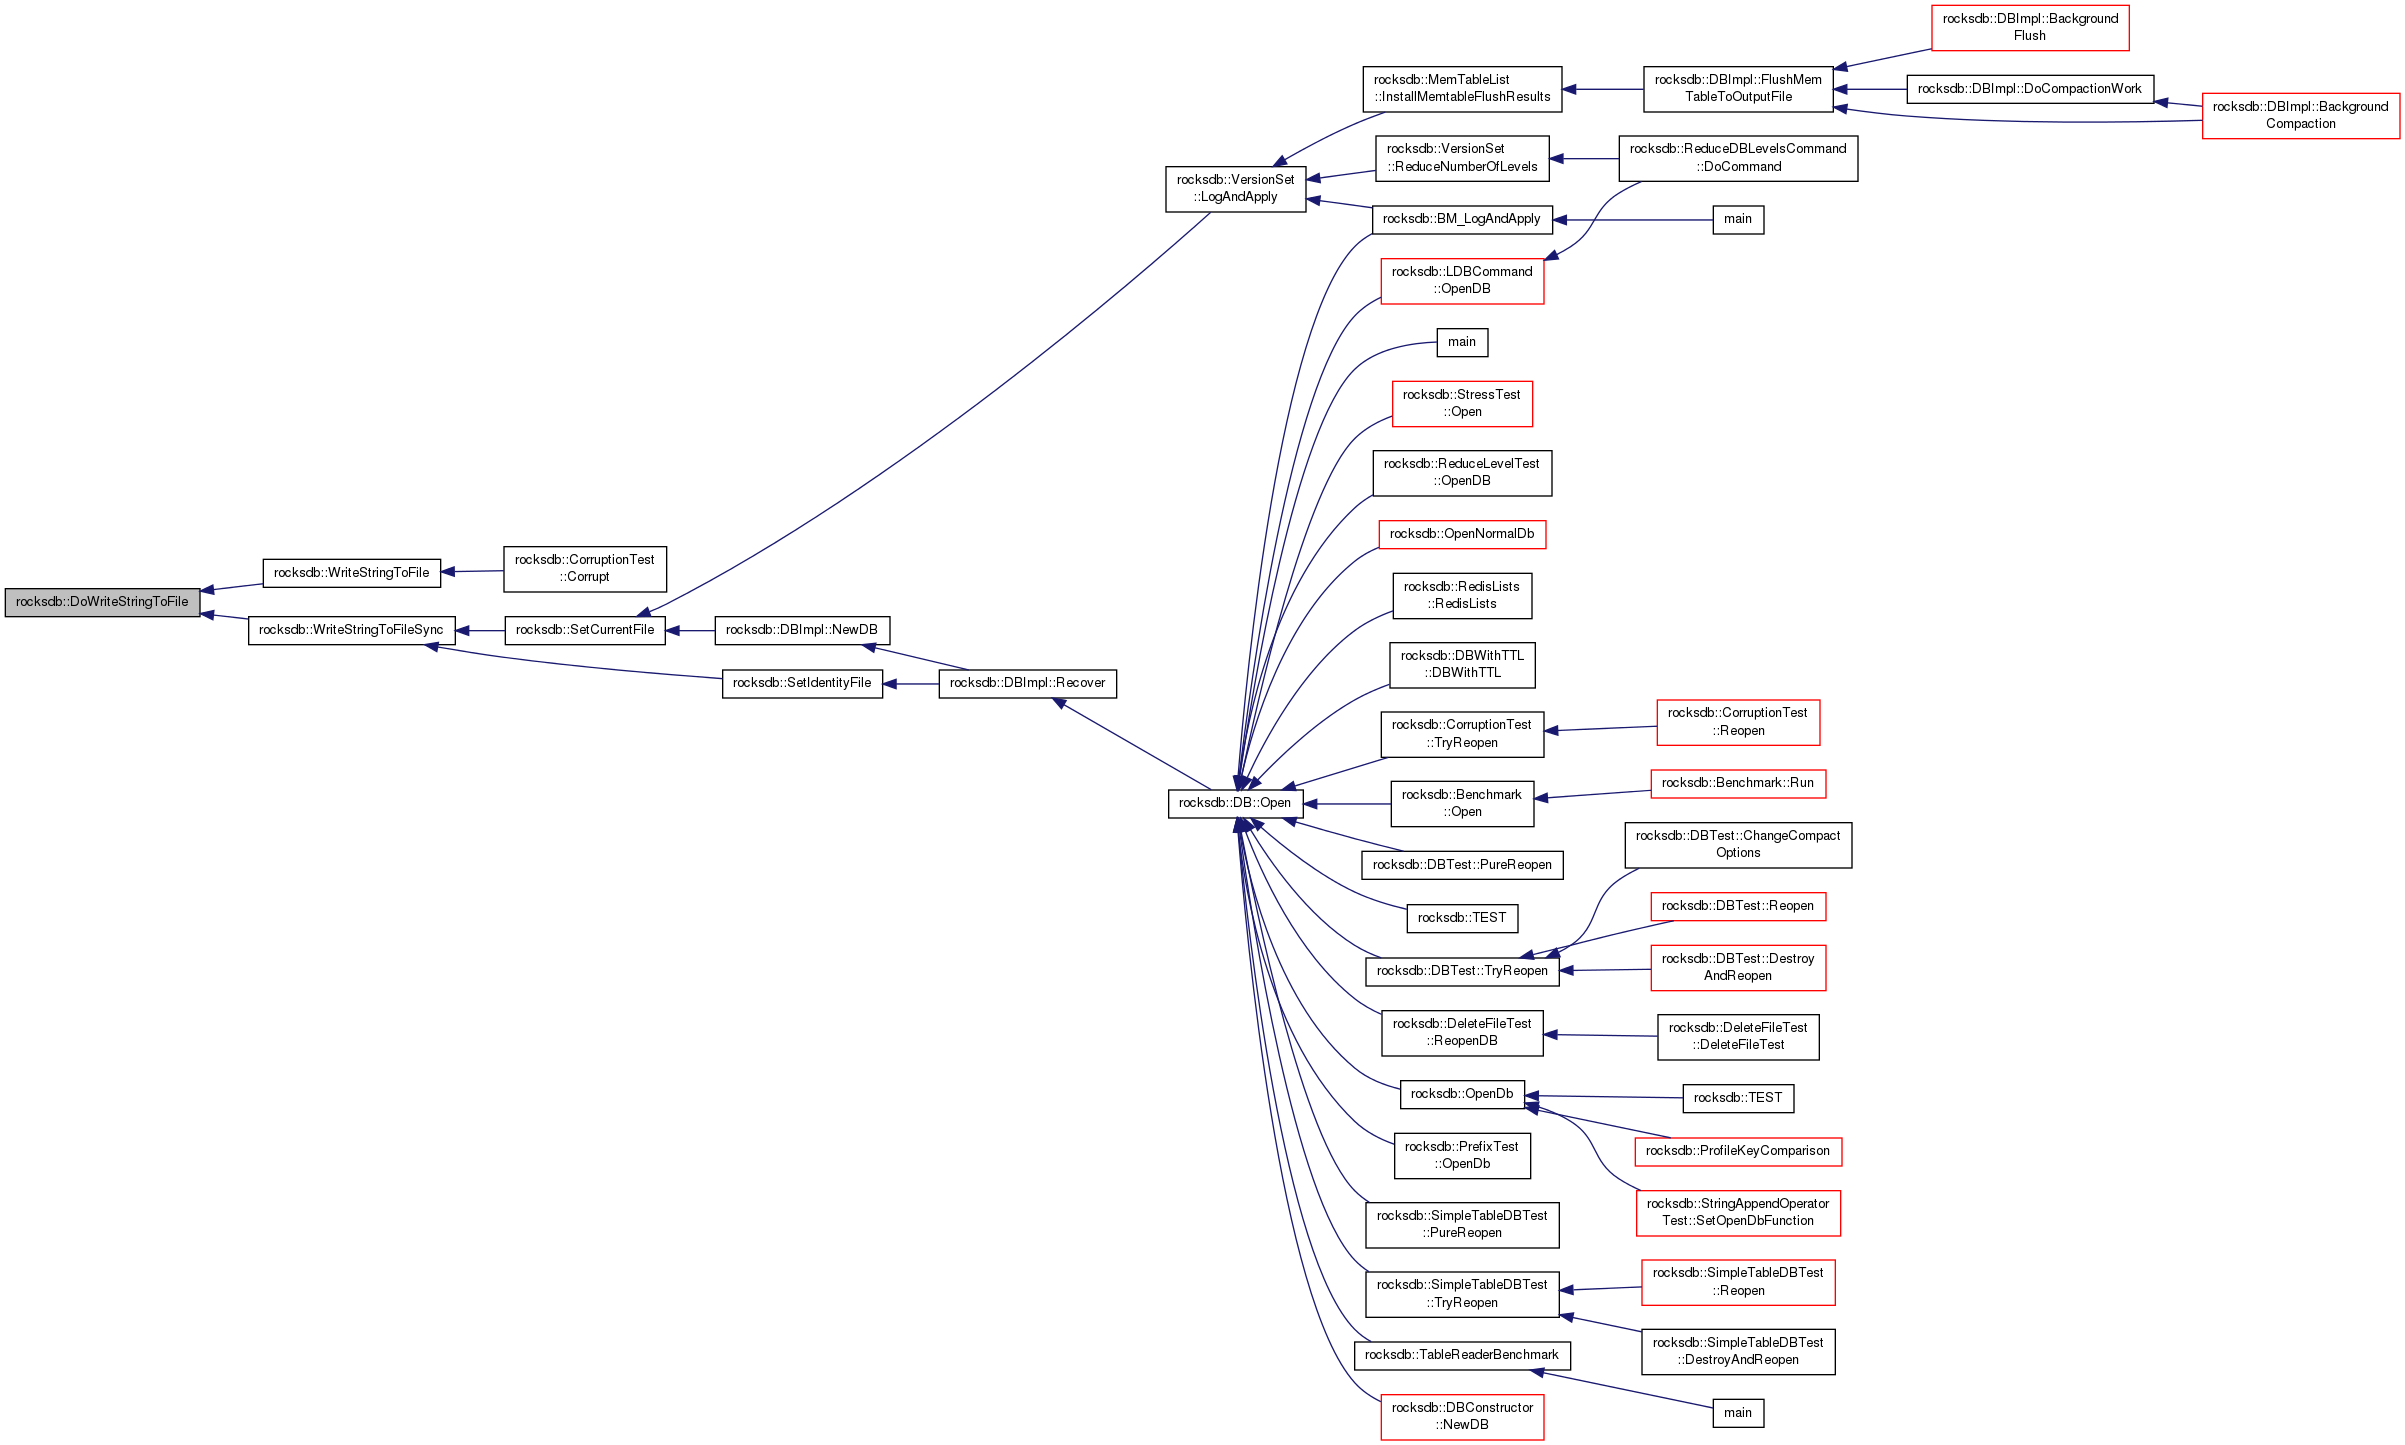 rocksdb::DBImpl::Background
Flush
rocksdb::MemTableList
::InstallMemtableFlushResults
rocksdb::DBImpl::FlushMem
TableToOutputFile
rocksdb::DBImpl::DoCompactionWork
rocksdb::DBImpl::Background
Compaction
rocksdb::VersionSet
::ReduceNumberOfLevels
rocksdb::ReduceDBLevelsCommand
::DoCommand
rocksdb::VersionSet
::LogAndApply
rocksdb::BM_LogAndApply
main
rocksdb::LDBCommand
::OpenDB
main
rocksdb::StressTest
::Open
rocksdb::ReduceLevelTest
::OpenDB
rocksdb::OpenNormalDb
rocksdb::WriteStringToFile
rocksdb::CorruptionTest
::Corrupt
rocksdb::DoWriteStringToFile
rocksdb::RedisLists
::RedisLists
rocksdb::WriteStringToFileSync
rocksdb::SetCurrentFile
rocksdb::DBImpl::NewDB
rocksdb::SetIdentityFile
rocksdb::DBImpl::Recover
rocksdb::DBWithTTL
::DBWithTTL
rocksdb::CorruptionTest
::TryReopen
rocksdb::CorruptionTest
::Reopen
rocksdb::DB::Open
rocksdb::Benchmark
::Open
rocksdb::Benchmark::Run
rocksdb::DBTest::PureReopen
rocksdb::DBTest::ChangeCompact
Options
rocksdb::TEST
rocksdb::DBTest::Reopen
rocksdb::DBTest::TryReopen
rocksdb::DBTest::Destroy
AndReopen
rocksdb::DeleteFileTest
::ReopenDB
rocksdb::DeleteFileTest
::DeleteFileTest
rocksdb::OpenDb
rocksdb::TEST
rocksdb::PrefixTest
::OpenDb
rocksdb::ProfileKeyComparison
rocksdb::StringAppendOperator
Test::SetOpenDbFunction
rocksdb::SimpleTableDBTest
::PureReopen
rocksdb::SimpleTableDBTest
::TryReopen
rocksdb::SimpleTableDBTest
::Reopen
rocksdb::SimpleTableDBTest
::DestroyAndReopen
rocksdb::TableReaderBenchmark
main
rocksdb::DBConstructor
::NewDB